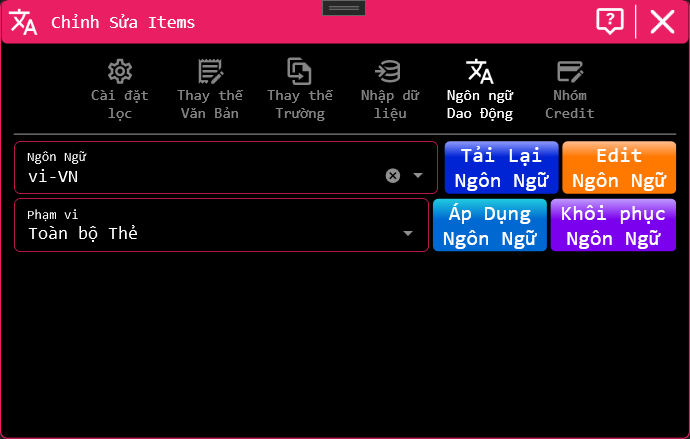 Chỉnh Sửa Items
Cài đặt
lọc
Thay thế
Văn Bản
Thay thế
Trường
Nhập dữ
liệu
Ngôn ngữ
Dao Động
Nhóm
Credit
Ngôn Ngữ
vi-VN
Tải Lại
Ngôn Ngữ
Edit
Ngôn Ngữ
Phạm vi
Toàn bộ Thẻ
Áp Dụng
Ngôn Ngữ
Khôi phục
Ngôn Ngữ